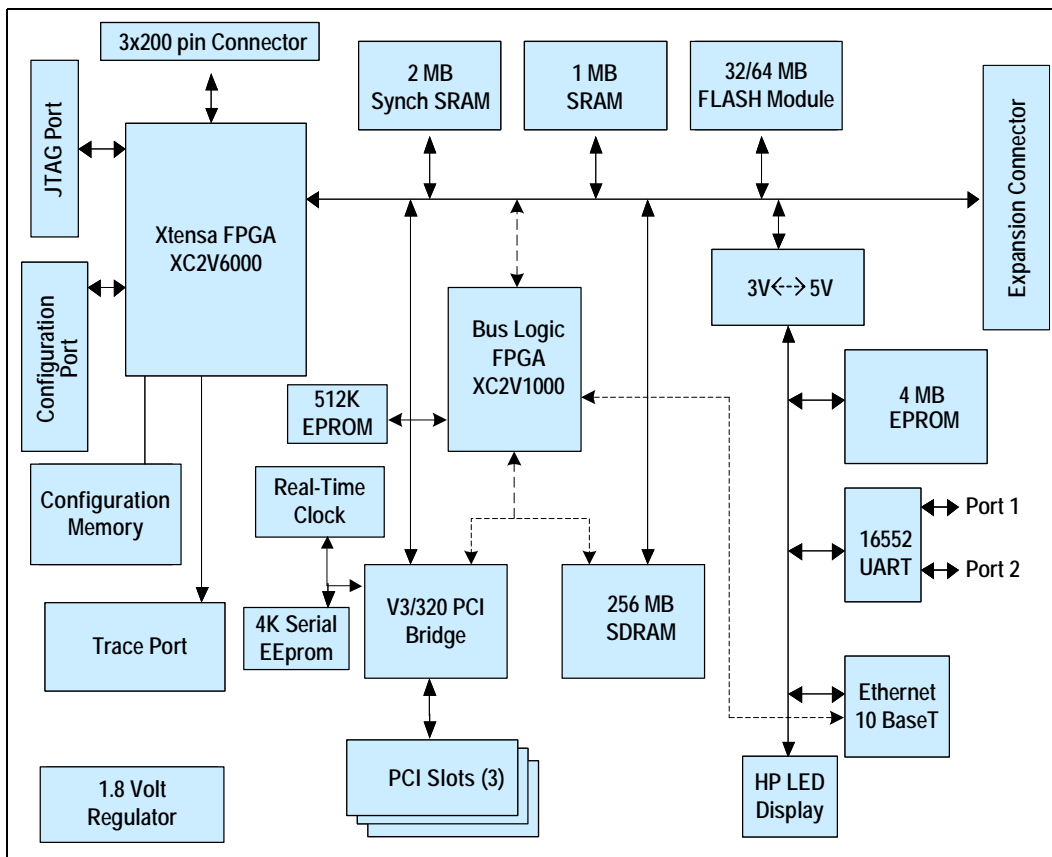 3x200 pin Connector
2 MB
Synch SRAM
1 MB
SRAM
32/64 MB
FLASH Module
JTAG Port
Expansion Connector
Xtensa FPGA
XC2V6000
Configuration
Port
3V 5V
Bus Logic
FPGA
XC2V1000
512K
EPROM
4 MB
EPROM
Configuration
Memory
Real-Time
Clock
16552
UART
Port 1
Port 2
V3/320 PCI
Bridge
256 MB
SDRAM
4K Serial
EEprom
Trace Port
Ethernet
10 BaseT
PCI Slots (3)
HP LED
Display
1.8 Volt
Regulator